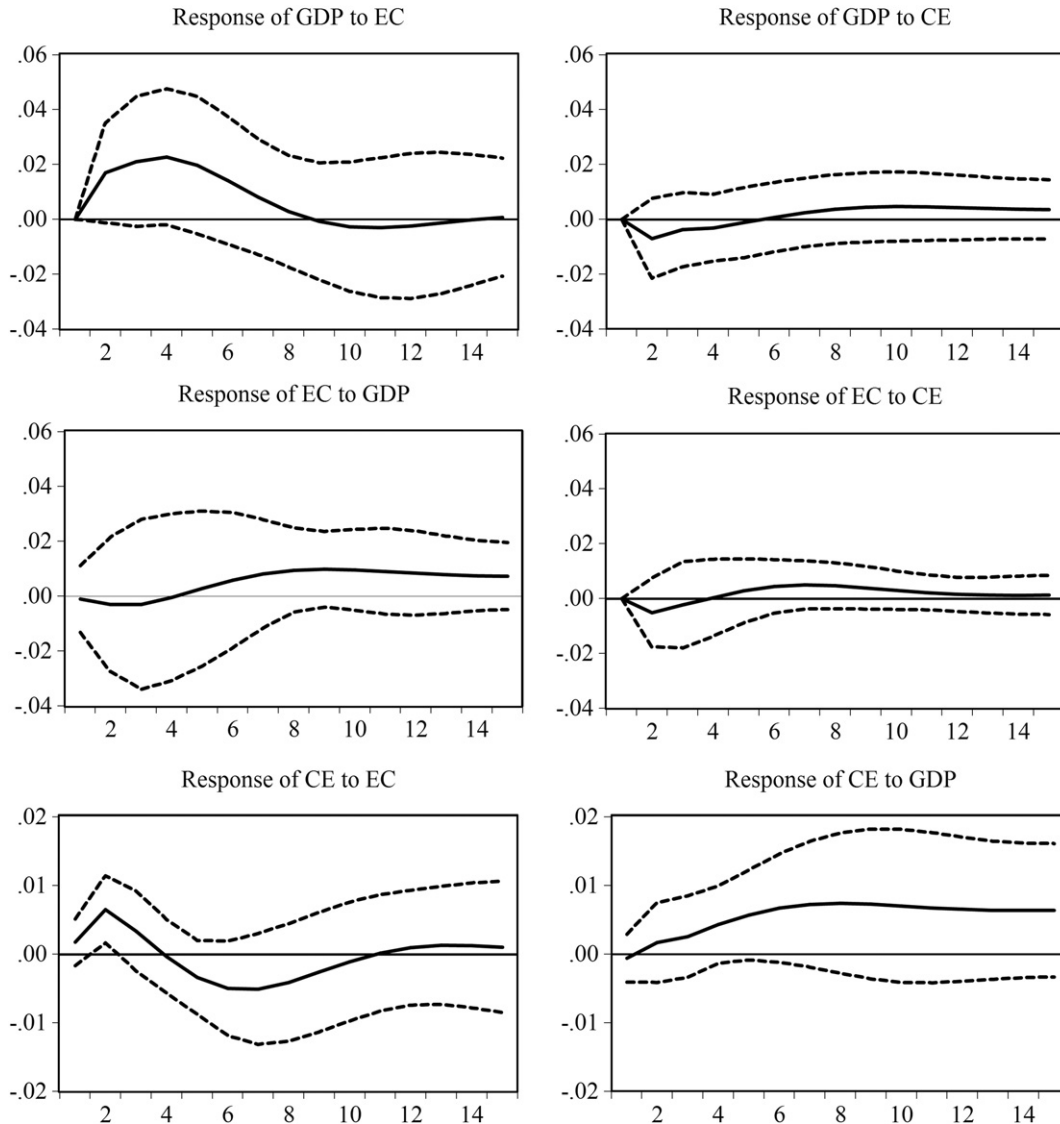 Response of GDP to EC
.06
.04
.02
.00
-.02
-.04
2 4 6 8 10 12 14
Response of GDP to CE
.06
.04
.02
.00
-.02
-.04
2 4 6 8 10 12 14
Response of EC to GDP
.06
.04
.02
.00
-.02
-.04
2 4 6 8 10 12 14
Response of EC to CE
.06
.04
.02
.00
-.02
-.04
2 4 6 8 10 12 14
Response of CE to EC
.02
.01
.00
-.01
-.02
2 4 6 8 10 12 14
Response of CE to GDP
.02
.01
.00
-.01
-.02
2 4 6 8 10 12 14